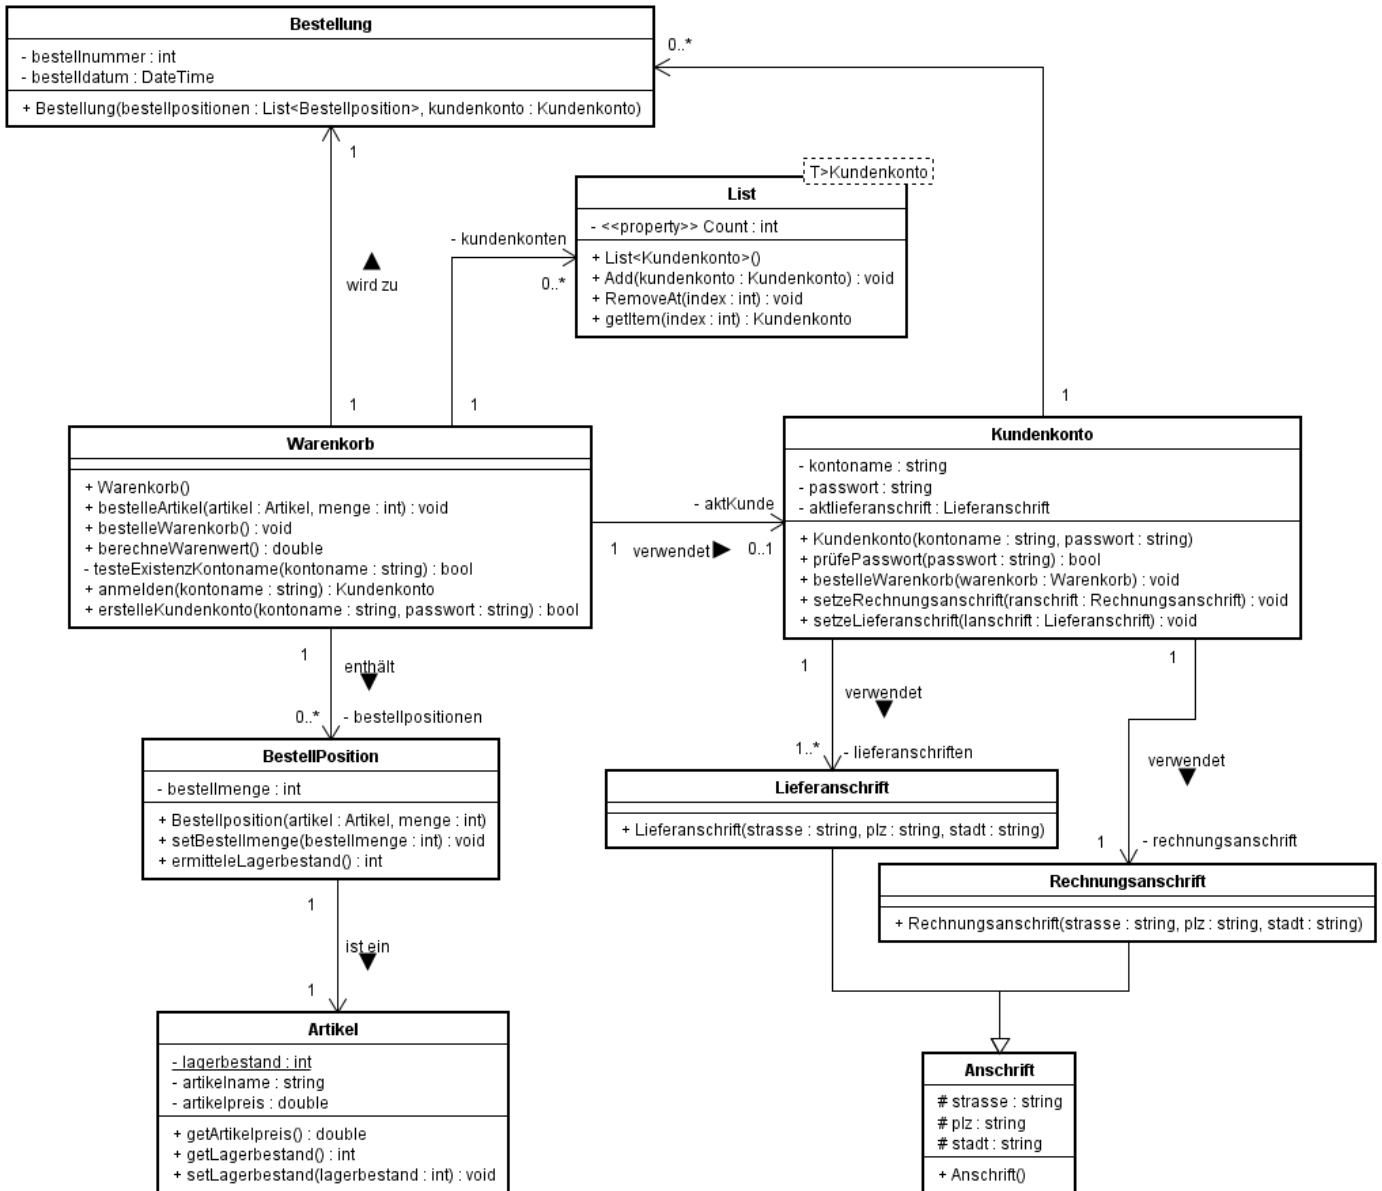 Bestellung
- bestellnummer : int
- bestelldatum : DateTime
+ Bestellung(bestellpositionen : List<Bestellposition>, kundenkonto : Kundenkonto)
0..*
1
T>Kundenkonto
List
- <<property>> Count : int
+ List<Kundenkonto>()
+ Add(kundenkonto : Kundenkonto) : void
+ RemoveAt(index : int) : void
+ getItem(index : int) : Kundenkonto
- kundenkonten
0..*
wird zu
1
1
1
Warenkorb
+ Warenkorb()
+ bestelleArtikel(artikel : Artikel, menge : int) : void
+ bestelleWarenkorb() : void
+ berechneWarenwert() : double
- testeExistenzKontoname(kontoname : string) : bool
+ anmelden(kontoname : string) : Kundenkonto
+ erstelleKundenkonto(kontoname : string, passwort : string) : bool
- aktKunde
1 verwendet 0..1
Kundenkonto
- kontoname : string
- passwort : string
- aktlieferanschrift : Lieferanschrift
+ Kundenkonto(kontoname : string, passwort : string)
+ prüfePasswort(passwort : string) : bool
+ bestelleWarenkorb(warenkorb : Warenkorb) : void
+ setzeRechnungsanschrift(ranschrift : Rechnungsanschrift) : void
+ setzeLieferanschrift(lanschrift : Lieferanschrift) : void
1
enthält
0..* - bestellpositionen
BestellPosition
- bestellmenge : int
+ Bestellposition(artikel : Artikel, menge : int)
+ setBestellmenge(bestellmenge : int) : void
+ ermitteleLagerbestand() : int
1
verwendet
1..* - lieferanschriften
Lieferanschrift
+ Lieferanschrift(strasse : string, plz : string, stadt : string)
1
verwendet
1 - rechnungsanschrift
Rechnungsanschrift
+ Rechnungsanschrift(strasse : string, plz : string, stadt : string)
1
ist ein
1
Artikel
- lagerbestand : int
- artikelname : string
- artikelpreis : double
+ getArtikelpreis() : double
+ getLagerbestand() : int
+ setLagerbestand(lagerbestand : int) : void
Anschrift
# strasse : string
# plz : string
# stadt : string
+ Anschrift()